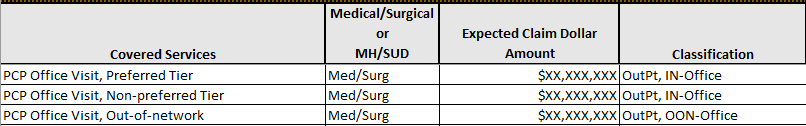 Covered Services Medical/Surgical or MH/SUD Expected Claim Dollar Amount Classification
PCP Office Visit, Preferred Tier Med/Surg $XX,XXX,XXX OutPt, IN-Office
PCP Office Visit, Non-preferred Tier Med/Surg $XX,XXX,XXX OutPt, IN-Office
PCP Office Visit, Out-of-network Med/Surg $XX,XXX,XXX OutPt, OON-Office